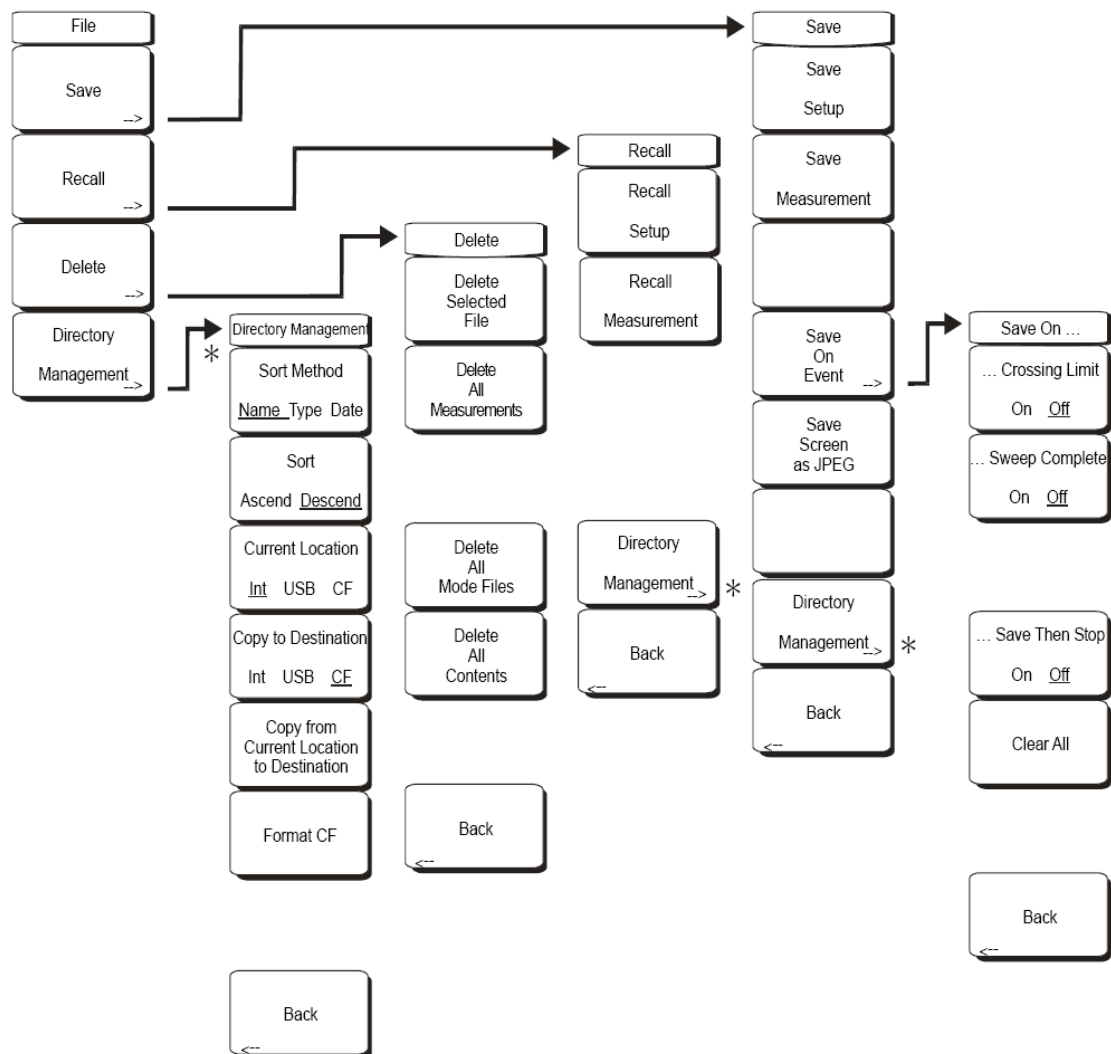 File
Save
-->
Recall
-->
Delete
-->
Directory
Management
-->
*
Directory Management
Sort Method
Name Type Date
Sort
Ascend Descend
Current Location
Int USB CF
Copy to Destination
Int USB CF
Copy from
Current Location
to Destination
Format CF
Back
<--
Delete
Delete
Selected
File
Delete
All
Measurements
Delete
All
Mode Files
Delete
All
Contents
Back
<--
Recall
Recall
Setup
Recall
Measurement
Directory
Management
-->
*
Back
<--
Save
Save
Setup
Save
Measurement
Save
On
Event
-->
Save
Screen
as JPEG
Directory
Management
-->
*
Back
<--
Save On ...
... Crossing Limit
On Off
... Sweep Complete
On Off
... Save Then Stop
On Off
Clear All
Back
<--